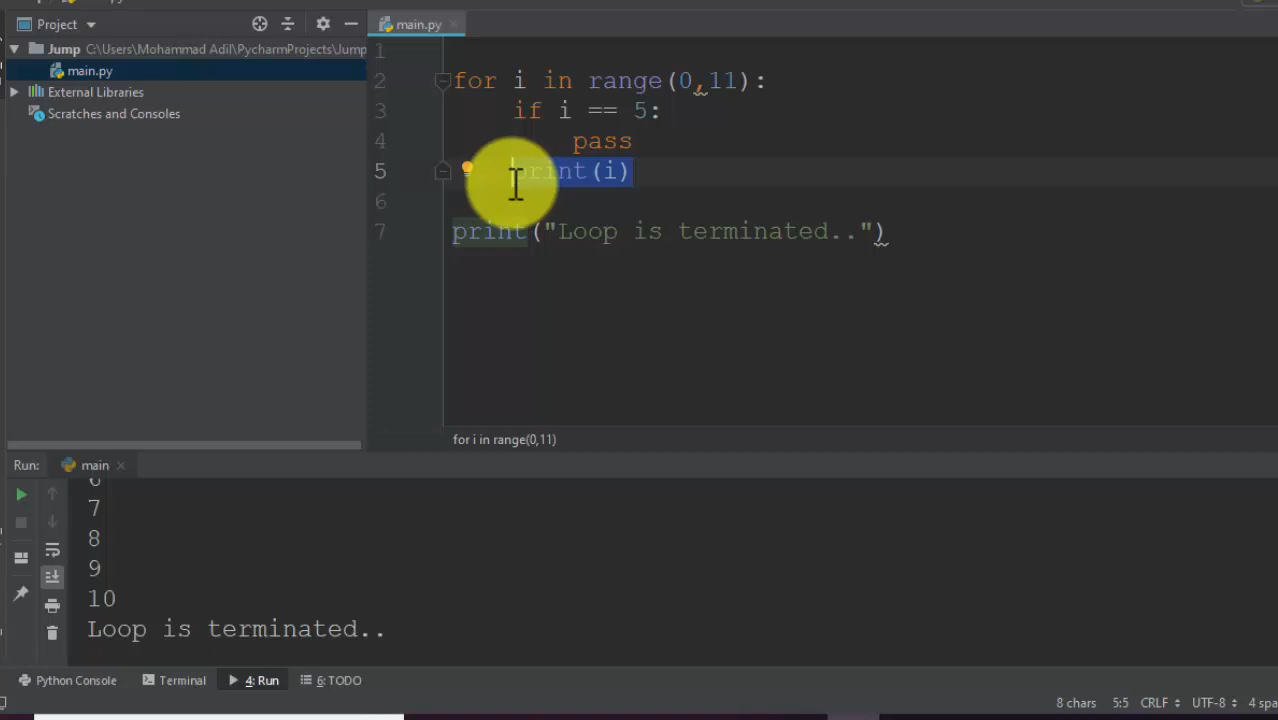 Project
main.py
Jump C:\Users\Mohammad Adil\PycharmProjects\Jump
main.py
External Libraries
Scratches and Consoles
1
2 for i in range(0,11):
3 if i == 5:
4 pass
5 print(i)
6
7 print("Loop is terminated..")
for i in range(0,11)
Run: main
6
7
8
9
10
Loop is terminated..
Python Console Terminal 4: Run 6: TODO
8 chars 5:5 CRLF UTF-8 4 spa